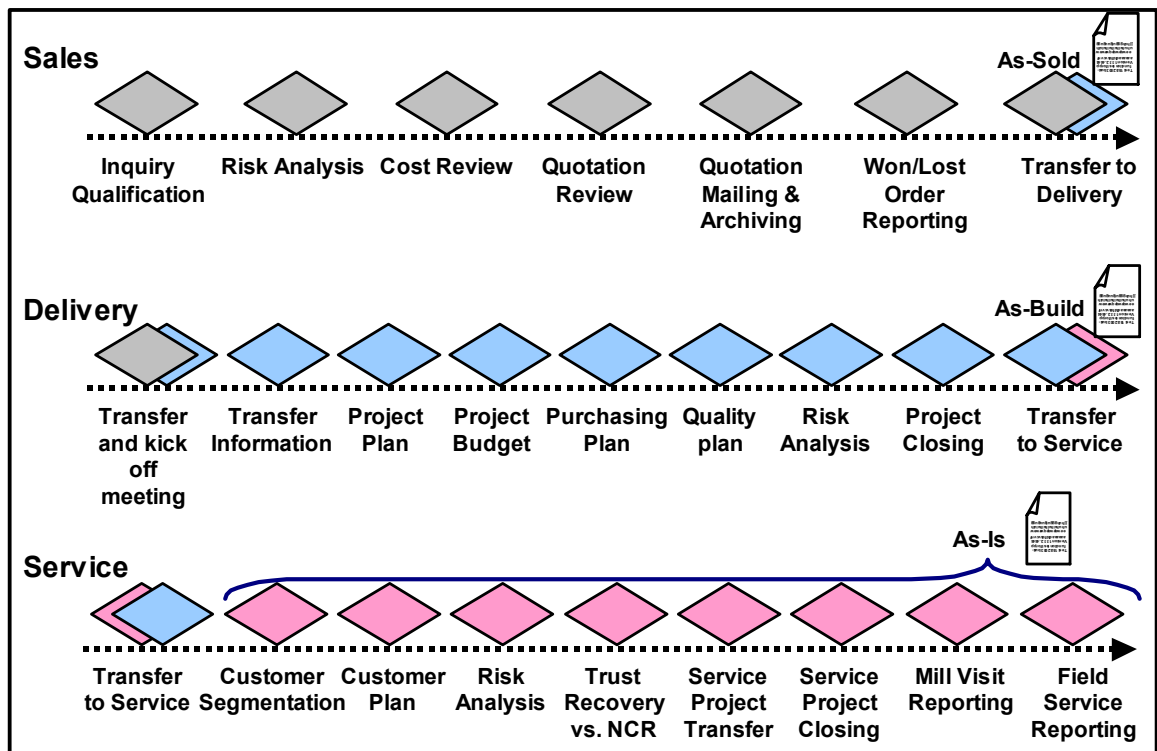 Sales
As-Sold
Inquiry
Qualification
Risk Analysis
Cost Review
Quotation
Review
Quotation
Mailing &
Archiving
Won/Lost
Order
Reporting
Transfer to
Delivery
Delivery
As-Build
Transfer
and kick
off
meeting
Transfer
Information
Project
Plan
Project
Budget
Purchasing
Plan
Quality
plan
Risk
Analysis
Project
Closing
Transfer
to Service
As-Is
Service
Transfer
to Service
Customer
Segmentation
Customer
Plan
Risk
Analysis
Trust
Recovery
vs. NCR
Service
Project
Transfer
Service
Project
Closing
Mill Visit
Reporting
Field
Service
Reporting